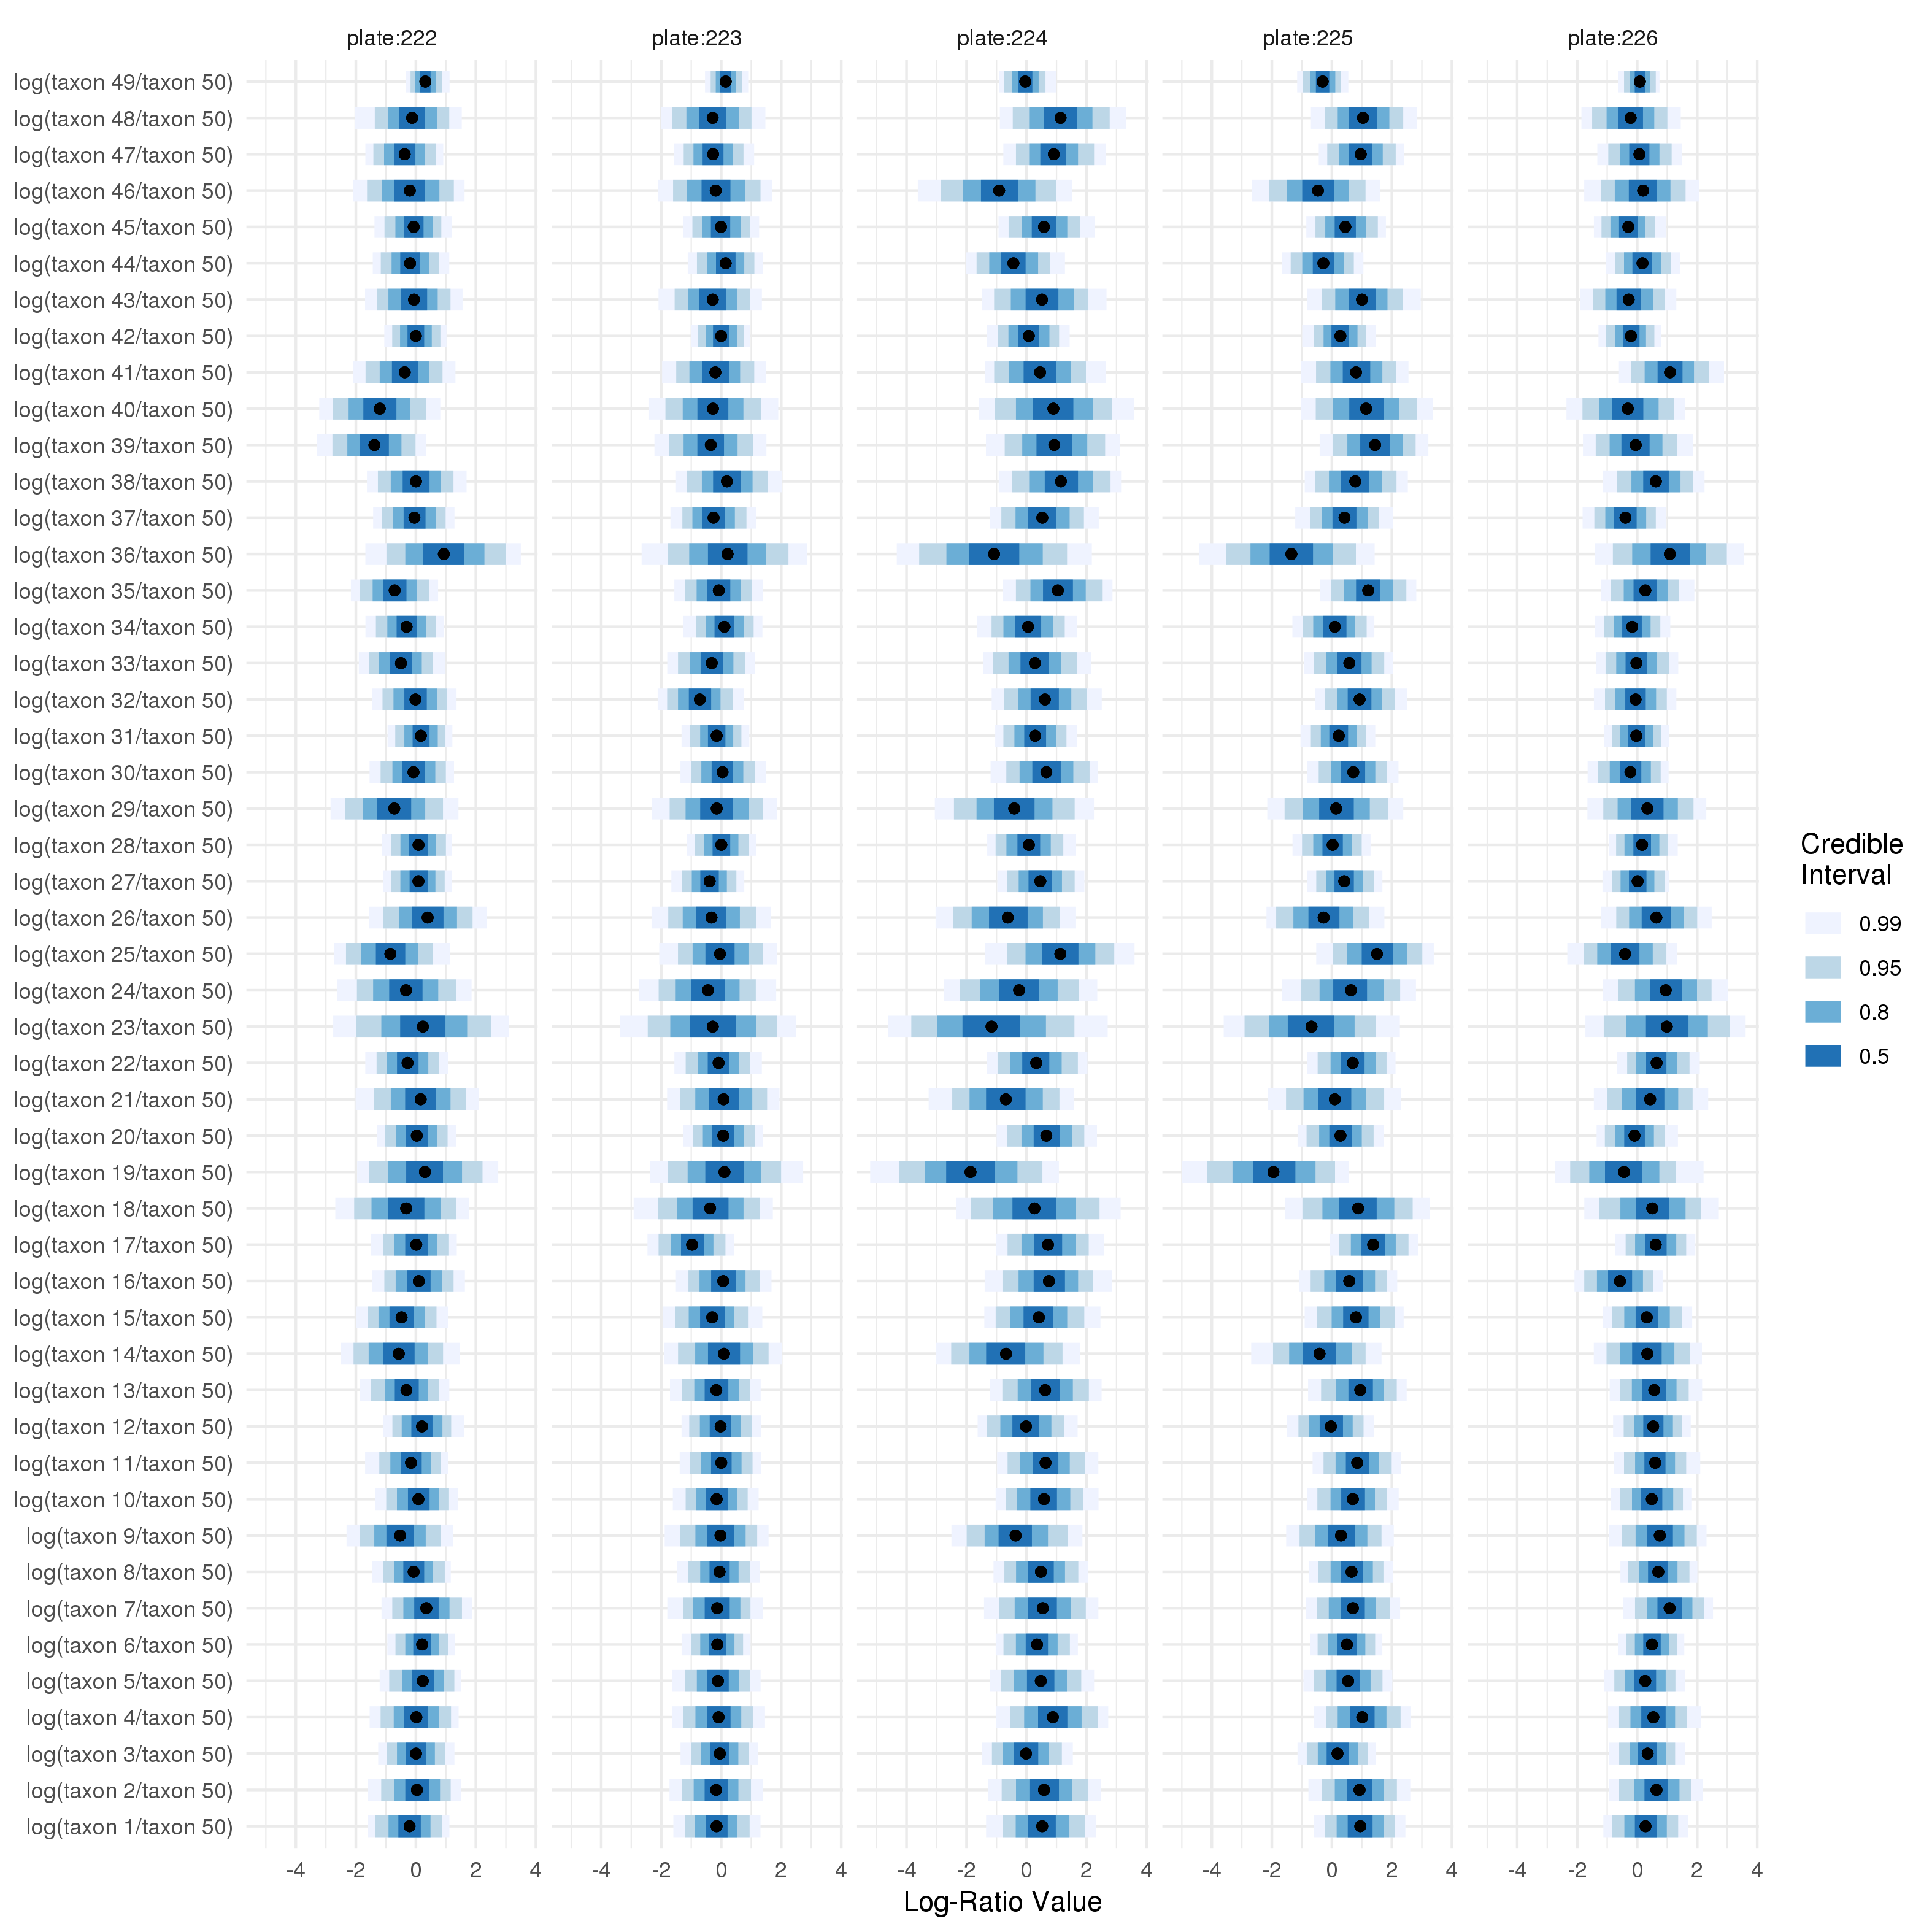 plate:222 plate:223 plate:224 plate:225 plate:226
log(taxon 49/taxon 50)
log(taxon 48/taxon 50)
log(taxon 47/taxon 50)
log(taxon 46/taxon 50)
log(taxon 45/taxon 50)
log(taxon 44/taxon 50)
log(taxon 43/taxon 50)
log(taxon 42/taxon 50)
log(taxon 41/taxon 50)
log(taxon 40/taxon 50)
log(taxon 39/taxon 50)
log(taxon 38/taxon 50)
log(taxon 37/taxon 50)
log(taxon 36/taxon 50)
log(taxon 35/taxon 50)
log(taxon 34/taxon 50)
log(taxon 33/taxon 50)
log(taxon 32/taxon 50)
log(taxon 31/taxon 50)
log(taxon 30/taxon 50)
log(taxon 29/taxon 50)
log(taxon 28/taxon 50)
log(taxon 27/taxon 50)
log(taxon 26/taxon 50)
log(taxon 25/taxon 50)
log(taxon 24/taxon 50)
log(taxon 23/taxon 50)
log(taxon 22/taxon 50)
log(taxon 21/taxon 50)
log(taxon 20/taxon 50)
log(taxon 19/taxon 50)
log(taxon 18/taxon 50)
log(taxon 17/taxon 50)
log(taxon 16/taxon 50)
log(taxon 15/taxon 50)
log(taxon 14/taxon 50)
log(taxon 13/taxon 50)
log(taxon 12/taxon 50)
log(taxon 11/taxon 50)
log(taxon 10/taxon 50)
log(taxon 9/taxon 50)
log(taxon 8/taxon 50)
log(taxon 7/taxon 50)
log(taxon 6/taxon 50)
log(taxon 5/taxon 50)
log(taxon 4/taxon 50)
log(taxon 3/taxon 50)
log(taxon 2/taxon 50)
log(taxon 1/taxon 50)
-4 -2 0 2 4 -4 -2 0 2 4 -4 -2 0 2 4 -4 -2 0 2 4 -4 -2 0 2 4
Log-Ratio Value
Credible
Interval
0.99
0.95
0.8
0.5